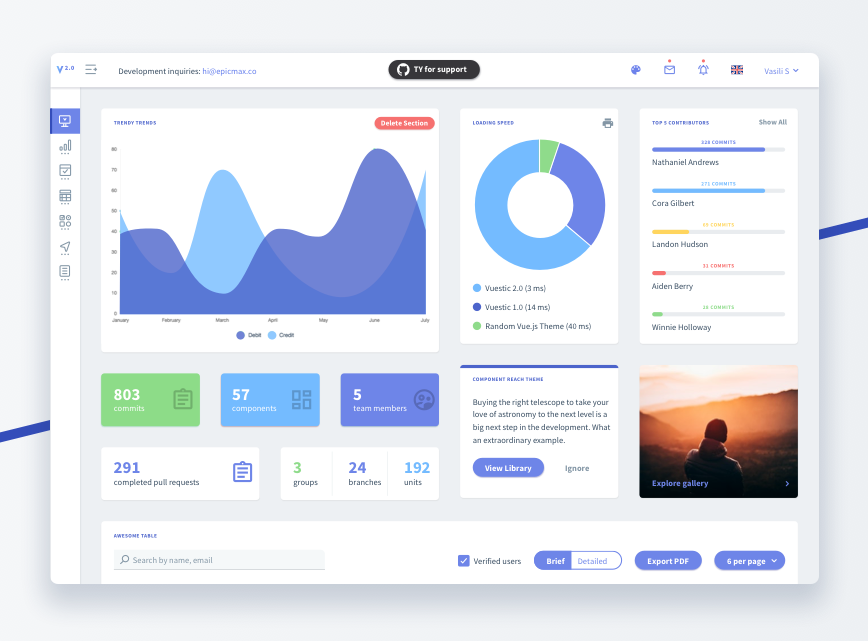 V 2.0
Development inquiries: hi@epicmax.co
TY for support
Vasili S
TRENDY TRENDS
Delete Section
80
70
60
50
40
30
20
10
0
January February March April May June July
Debit Credit
LOADING SPEED
Vuestic 2.0 (3 ms)
Vuestic 1.0 (14 ms)
Random Vue.js Theme (40 ms)
TOP 5 CONTRIBUTORS
Show All
COMMITS
Nathaniel Andrews
271 COMMITS
Cora Gilbert
COMMITS
Landon Hudson
31 COMMITS
Aiden Berry
COMMITS
Winnie Holloway
803
commits
57
components
5
team members
291
completed pull requests
3
groups
24
branches
192
units
COMPONENT REACH THEME
Buying the right telescope to take your
love of astronomy to the next level is a
big next step in the development. What
an extraordinary example.
View Library
Ignore
Explore gallery
AWESOME TABLE
Search by name, email
Verified users
Brief Detailed
Export PDF
6 per page